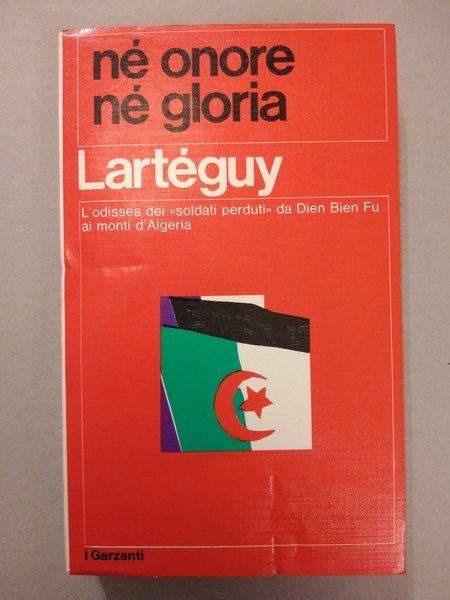 né onore
né gloria
Lartéguy
L'odissea dei «soldati perduti» da Dien Bien Fu
ai monti d'Algeria
i Garzanti